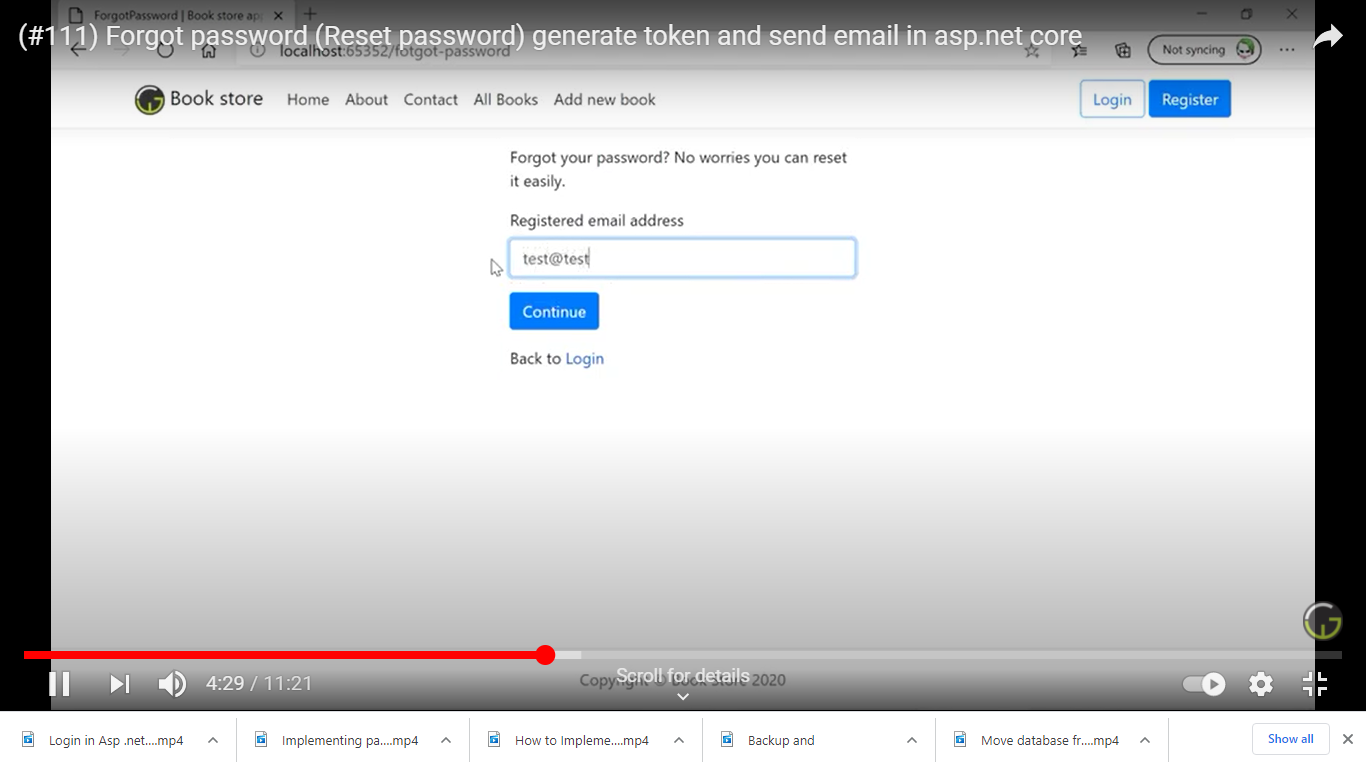 ForgotPassword | Book store ap
(#111) Forgot password (Reset password) generate token and send email in asp.net core
localhost:65352/fotgot-password
Not syncing
Book store Home About Contact All Books Add new book Login Register
Forgot your password? No worries you can reset
it easily.
Registered email address
test@test
Continue
Back to Login
Scroll for details
Copyright © Book Store 2020
4:29 / 11:21
Login in Asp .net....mp4
Implementing pa....mp4
How to Impleme....mp4
Backup and
Move database fr....mp4
Show all